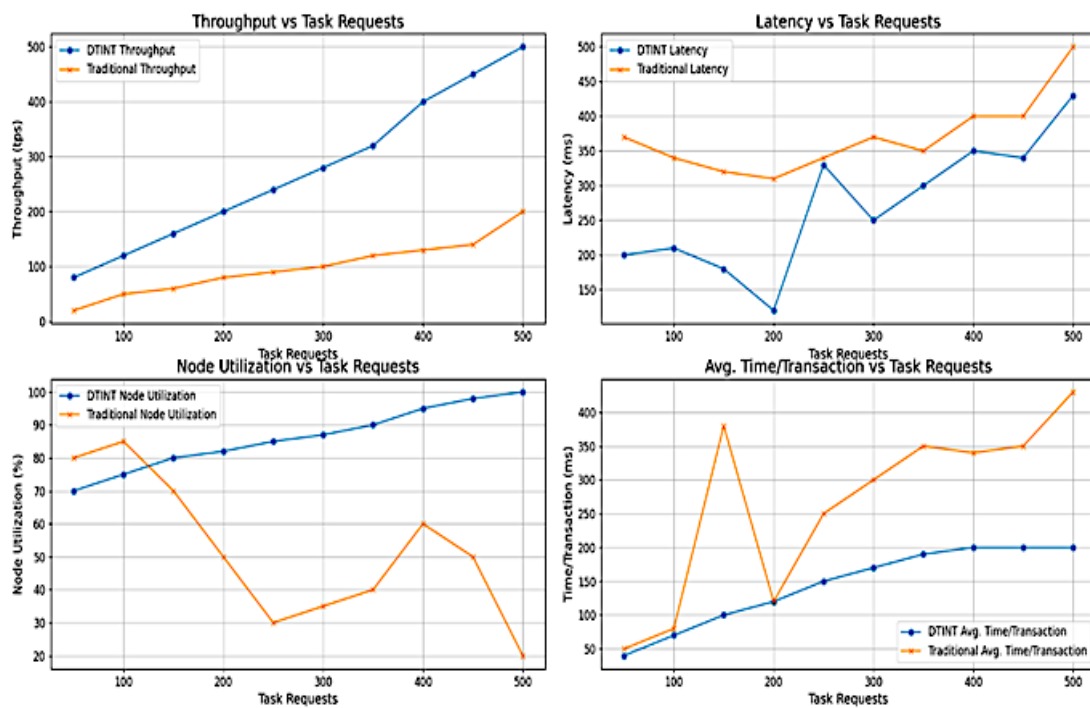 Throughput vs Task Requests
DTINT Throughput
Traditional Throughput
Throughput (tps)
500
400
300
200
100
0
100
200
300
400
500
Task Requests
Latency vs Task Requests
DTINT Latency
Traditional Latency
Latency (ms)
500
450
400
350
300
250
200
150
100
200
300
400
500
Task Requests
Node Utilization vs Task Requests
DTINT Node Utilization
Traditional Node Utilization
Node Utilization (%)
100
90
80
70
60
50
40
30
20
100
200
300
400
500
Task Requests
Avg. Time/Transaction vs Task Requests
Time/Transaction (ms)
400
350
300
250
200
150
100
50
DTINT Avg. Time/Transaction
Traditional Avg. Time/Transaction
100
200
300
400
500
Task Requests